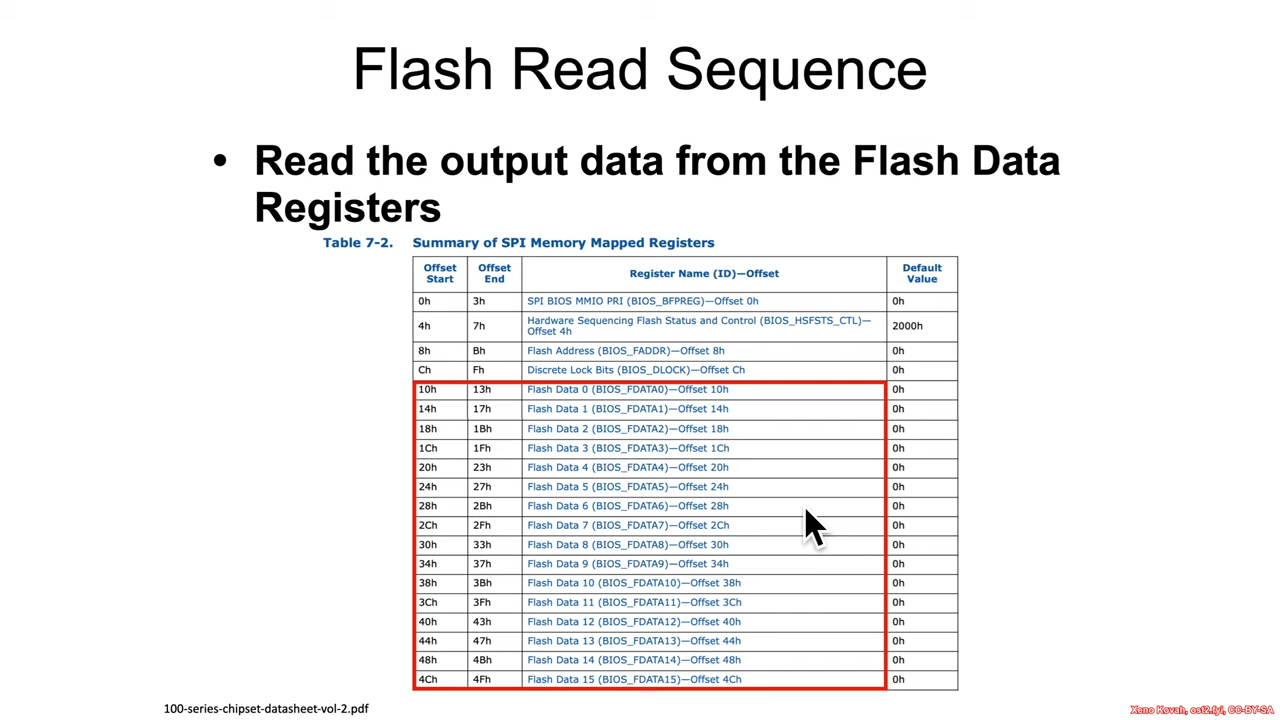 Flash Read Sequence
• Read the output data from the Flash Data
Registers
Table 7-2. Summary of SPI Memory Mapped Registers
Offset Start Offset End Register Name (ID)—Offset Default Value
0h 3h SPI BIOS MMIO PRI (BIOS_BFPREG)—Offset 0h 0h
4h 7h Hardware Sequencing Flash Status and Control (BIOS_HSFSTS_CTL)—
Offset 4h 2000h
8h Bh Flash Address (BIOS_FADDR)—Offset 8h 0h
Ch Fh Discrete Lock Bits (BIOS_DLOCK)—Offset Ch 0h
10h 13h Flash Data 0 (BIOS_FDATA0)—Offset 10h 0h
14h 17h Flash Data 1 (BIOS_FDATA1)—Offset 14h 0h
18h 1Bh Flash Data 2 (BIOS_FDATA2)—Offset 18h 0h
1Ch 1Fh Flash Data 3 (BIOS_FDATA3)—Offset 1Ch 0h
20h 23h Flash Data 4 (BIOS_FDATA4)—Offset 20h 0h
24h 27h Flash Data 5 (BIOS_FDATA5)—Offset 24h 0h
28h 2Bh Flash Data 6 (BIOS_FDATA6)—Offset 28h 0h
2Ch 2Fh Flash Data 7 (BIOS_FDATA7)—Offset 2Ch 0h
30h 33h Flash Data 8 (BIOS_FDATA8)—Offset 30h 0h
34h 37h Flash Data 9 (BIOS_FDATA9)—Offset 34h 0h
38h 3Bh Flash Data 10 (BIOS_FDATA10)—Offset 38h 0h
3Ch 3Fh Flash Data 11 (BIOS_FDATA11)—Offset 3Ch 0h
40h 43h Flash Data 12 (BIOS_FDATA12)—Offset 40h 0h
44h 47h Flash Data 13 (BIOS_FDATA13)—Offset 44h 0h
48h 4Bh Flash Data 14 (BIOS_FDATA14)—Offset 48h 0h
4Ch 4Fh Flash Data 15 (BIOS_FDATA15)—Offset 4Ch 0h
100-series-chipset-datasheet-vol-2.pdf
Xeno Kovah, ost2.fyi, CC-BY-SA